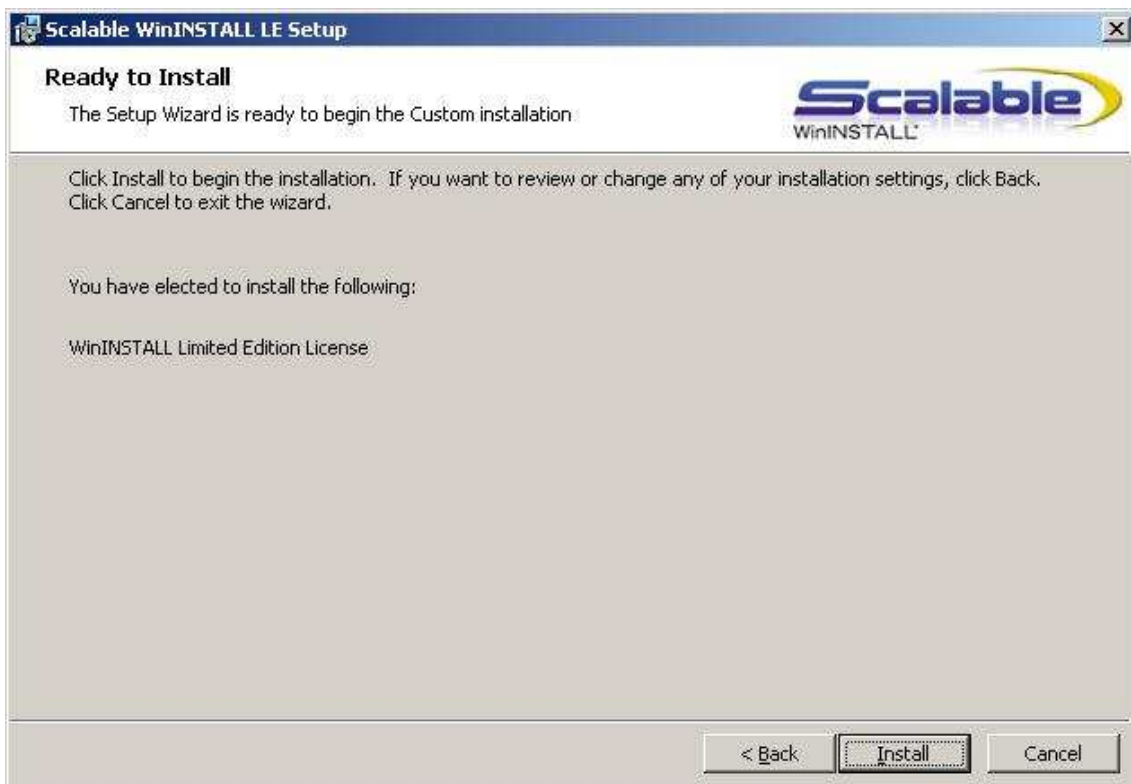 Scalable WinINSTALL LE Setup
Ready to Install
The Setup Wizard is ready to begin the Custom installation
Scalable
WinINSTALL
Click Install to begin the installation.  If you want to review or change any of your installation settings, click Back.
Click Cancel to exit the wizard.
You have elected to install the following:
WinINSTALL Limited Edition License
< Back
Install
Cancel